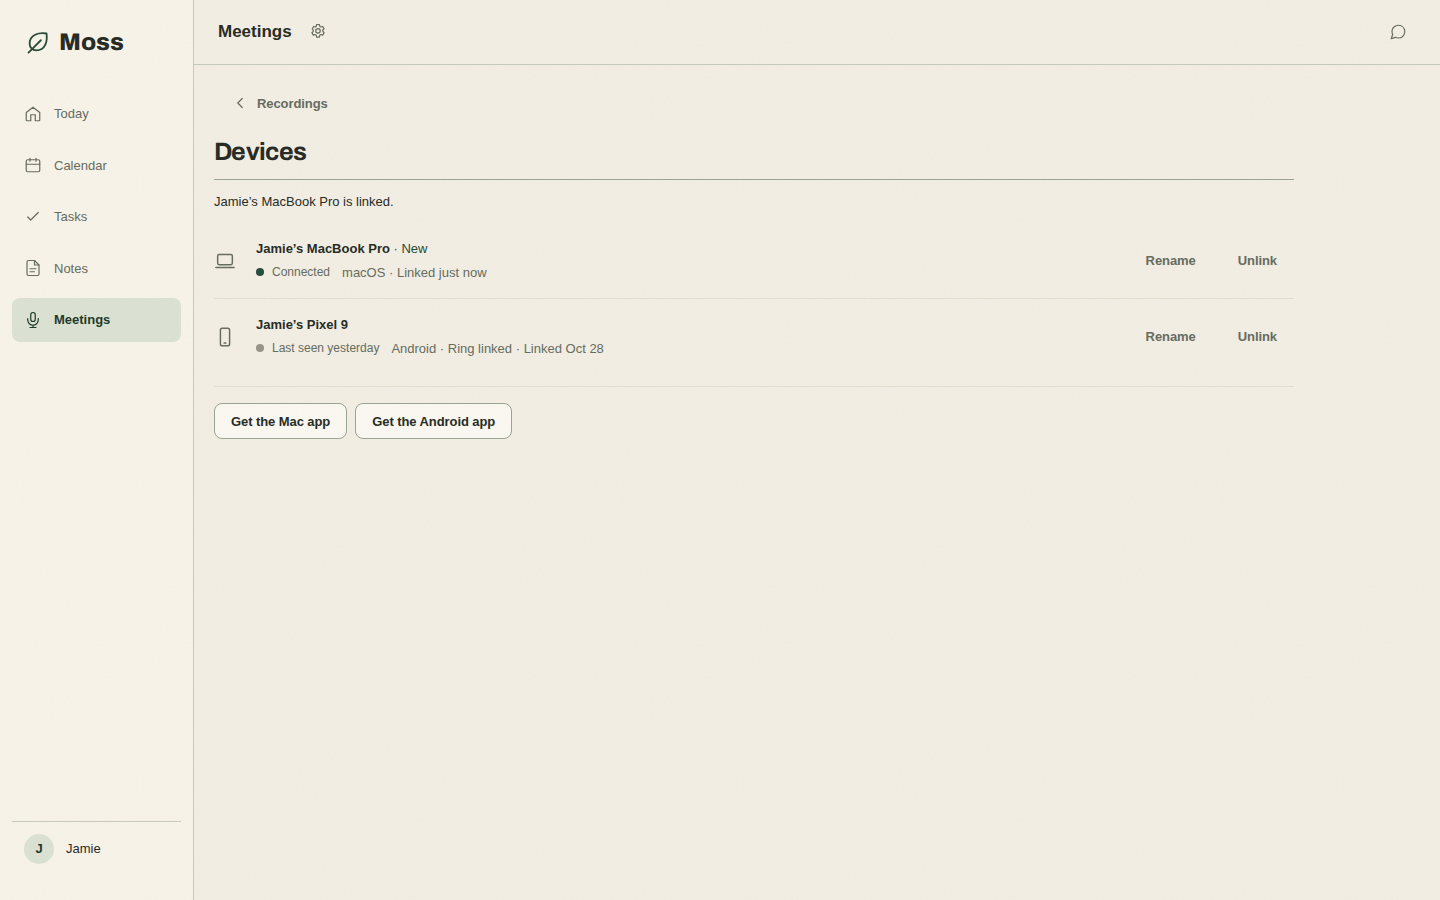 Moss
Today
Calendar
Tasks
Notes
Meetings
J
Jamie
Meetings
Recordings
Devices
Jamie's MacBook Pro is linked.
Jamie's MacBook Pro · New
Connected macOS · Linked just now
Rename Unlink
Jamie's Pixel 9
Last seen yesterday Android · Ring linked · Linked Oct 28
Rename Unlink
Get the Mac app Get the Android app